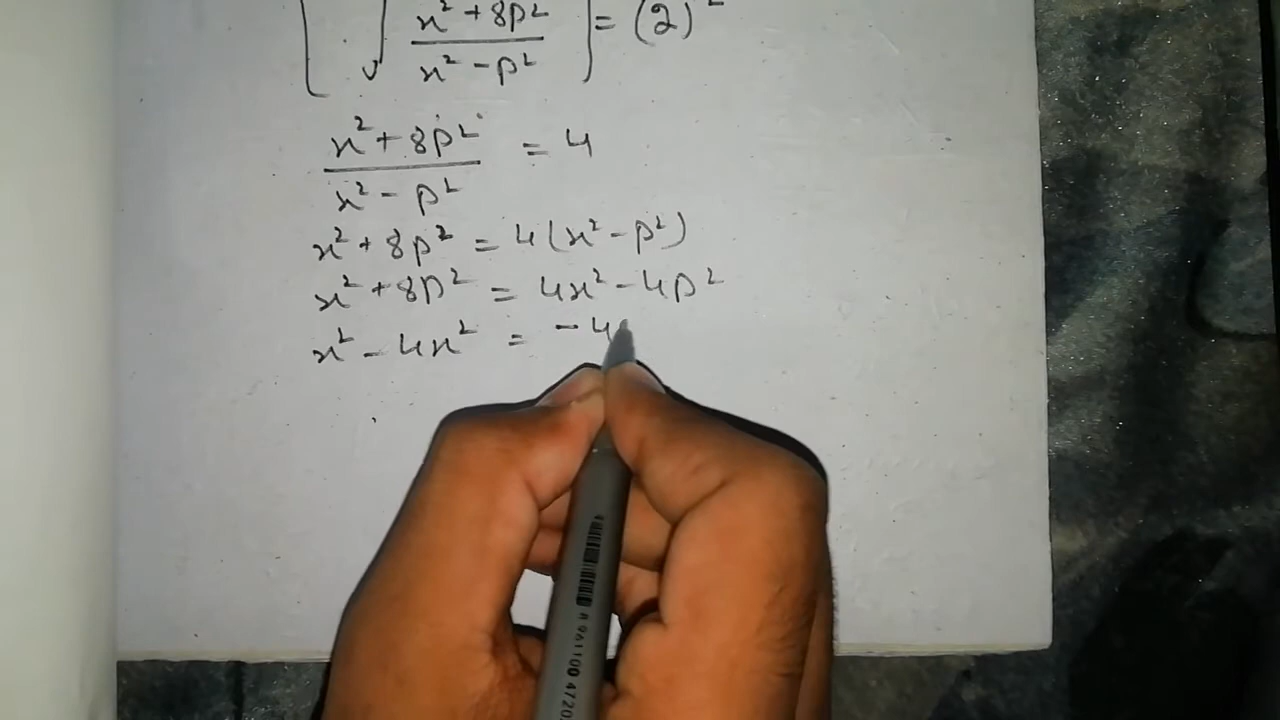 [√(x²+8p²)/(x²-p²)] = (2)²
(x²+8p²)/(x²-p²) = 4
x²+8p² = 4(x²-p²)
x²+8p² = 4x²-4p²
x²-4x² = -4